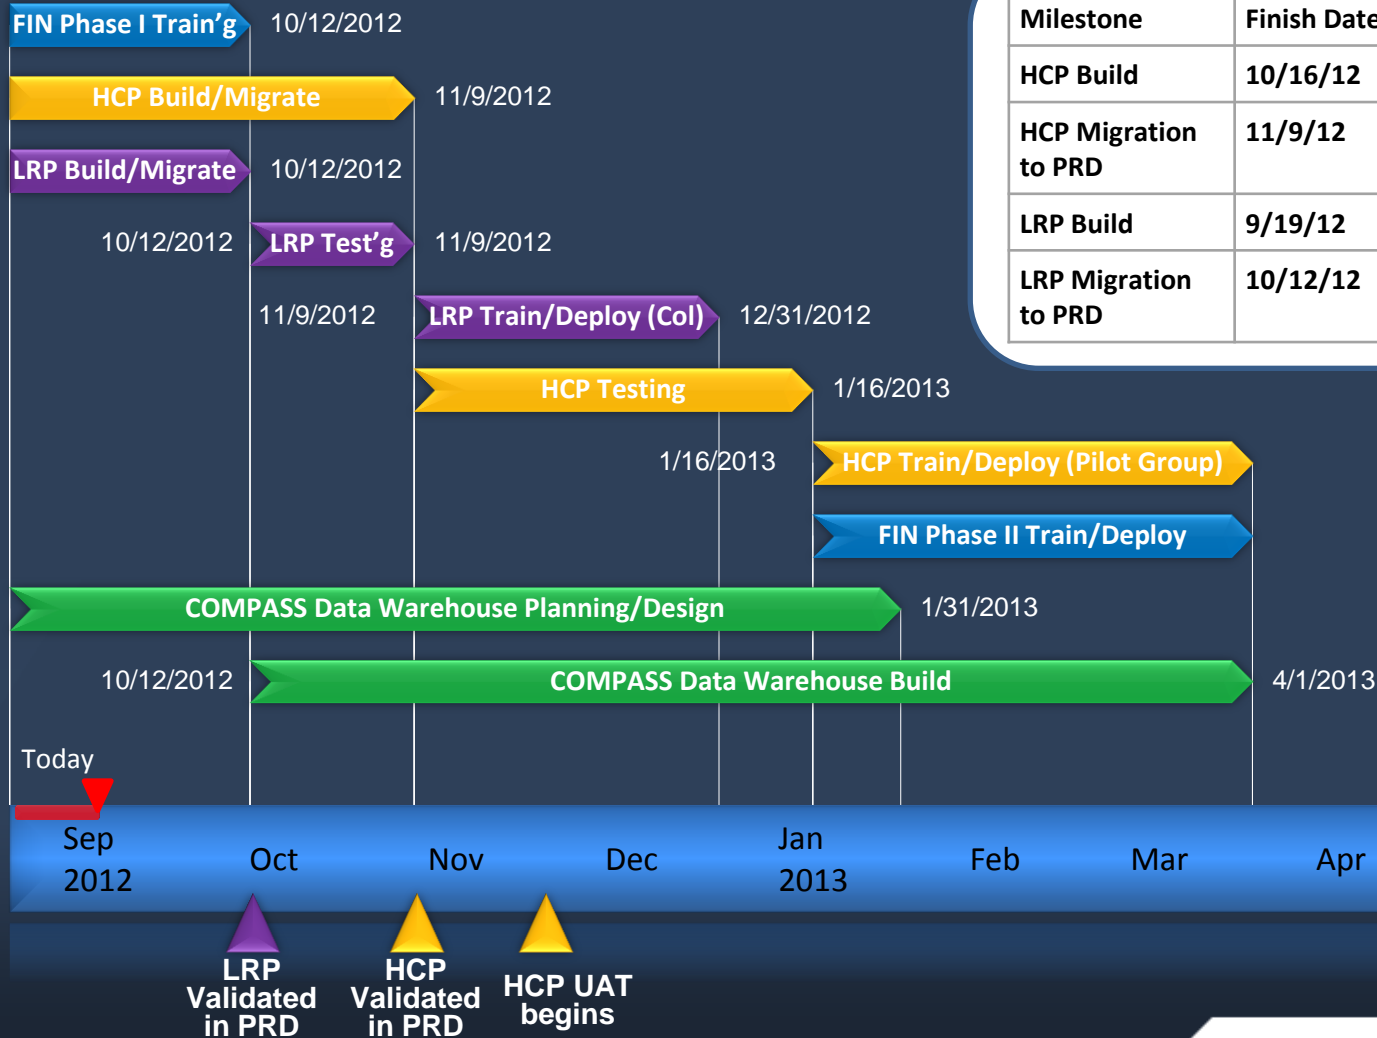 FIN Phase I Train’g 10/12/2012
HCP Build/Migrate 11/9/2012
LRP Build/Migrate 10/12/2012
10/12/2012 LRP Test’g 11/9/2012
11/9/2012 LRP Train/Deploy (Col) 12/31/2012
HCP Testing 1/16/2013
1/16/2013 HCP Train/Deploy (Pilot Group)
FIN Phase II Train/Deploy
COMPASS Data Warehouse Planning/Design 1/31/2013
10/12/2012 COMPASS Data Warehouse Build 4/1/2013
Milestone Finish Date
HCP Build 10/16/12
HCP Migration 11/9/12
to PRD
LRP Build 9/19/12
LRP Migration 10/12/12
to PRD
Today
Sep
2012
Oct
Nov
Dec
Jan
2013
Feb
Mar
Apr
LRP
Validated
in PRD
HCP
Validated
in PRD
HCP UAT
begins